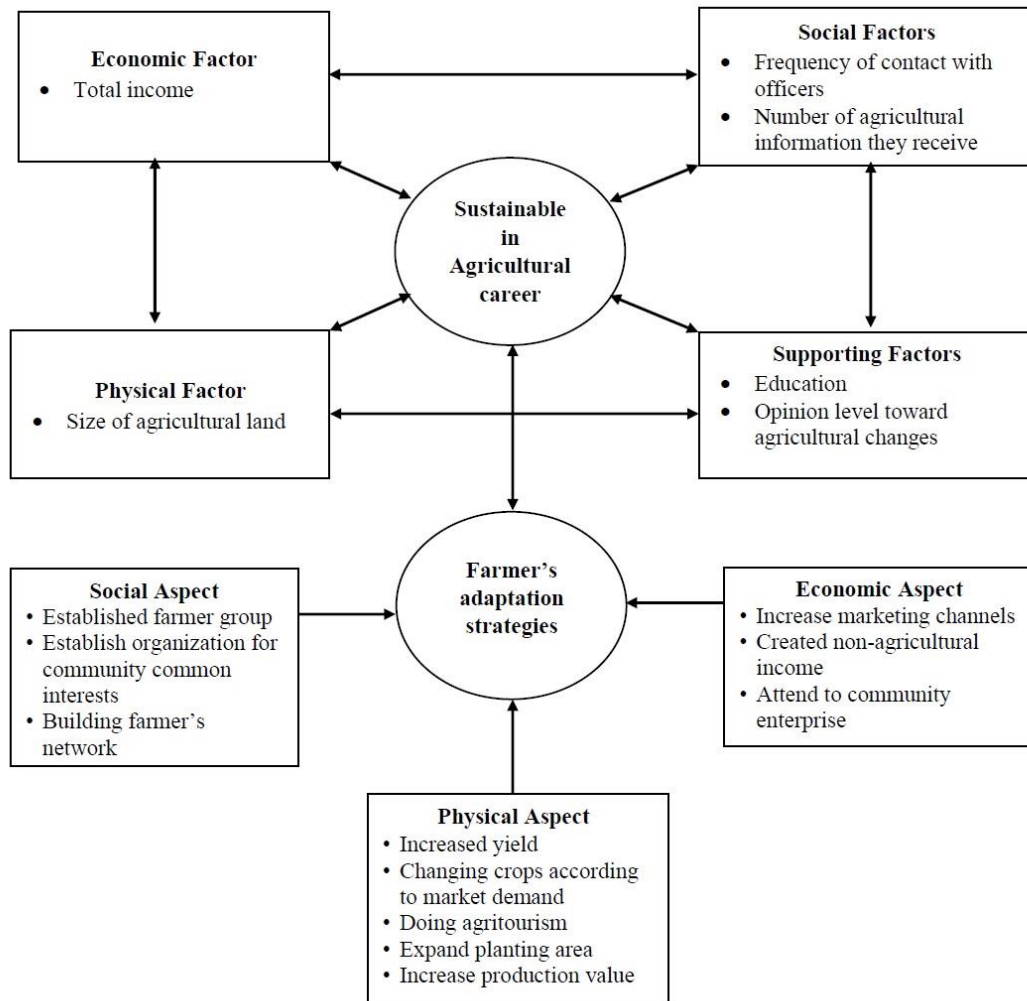 Economic Factor
• Total income
Social Factors
• Frequency of contact with
officers
• Number of agricultural
information they receive
Sustainable
in
Agricultural
career
Physical Factor
• Size of agricultural land
Supporting Factors
• Education
• Opinion level toward
agricultural changes
Social Aspect
• Established farmer group
• Establish organization for
community common
interests
• Building farmer’s
network
Farmer’s
adaptation
strategies
Economic Aspect
• Increase marketing channels
• Created non-agricultural
income
• Attend to community
enterprise
Physical Aspect
• Increased yield
• Changing crops according
to market demand
• Doing agritourism
• Expand planting area
• Increase production value